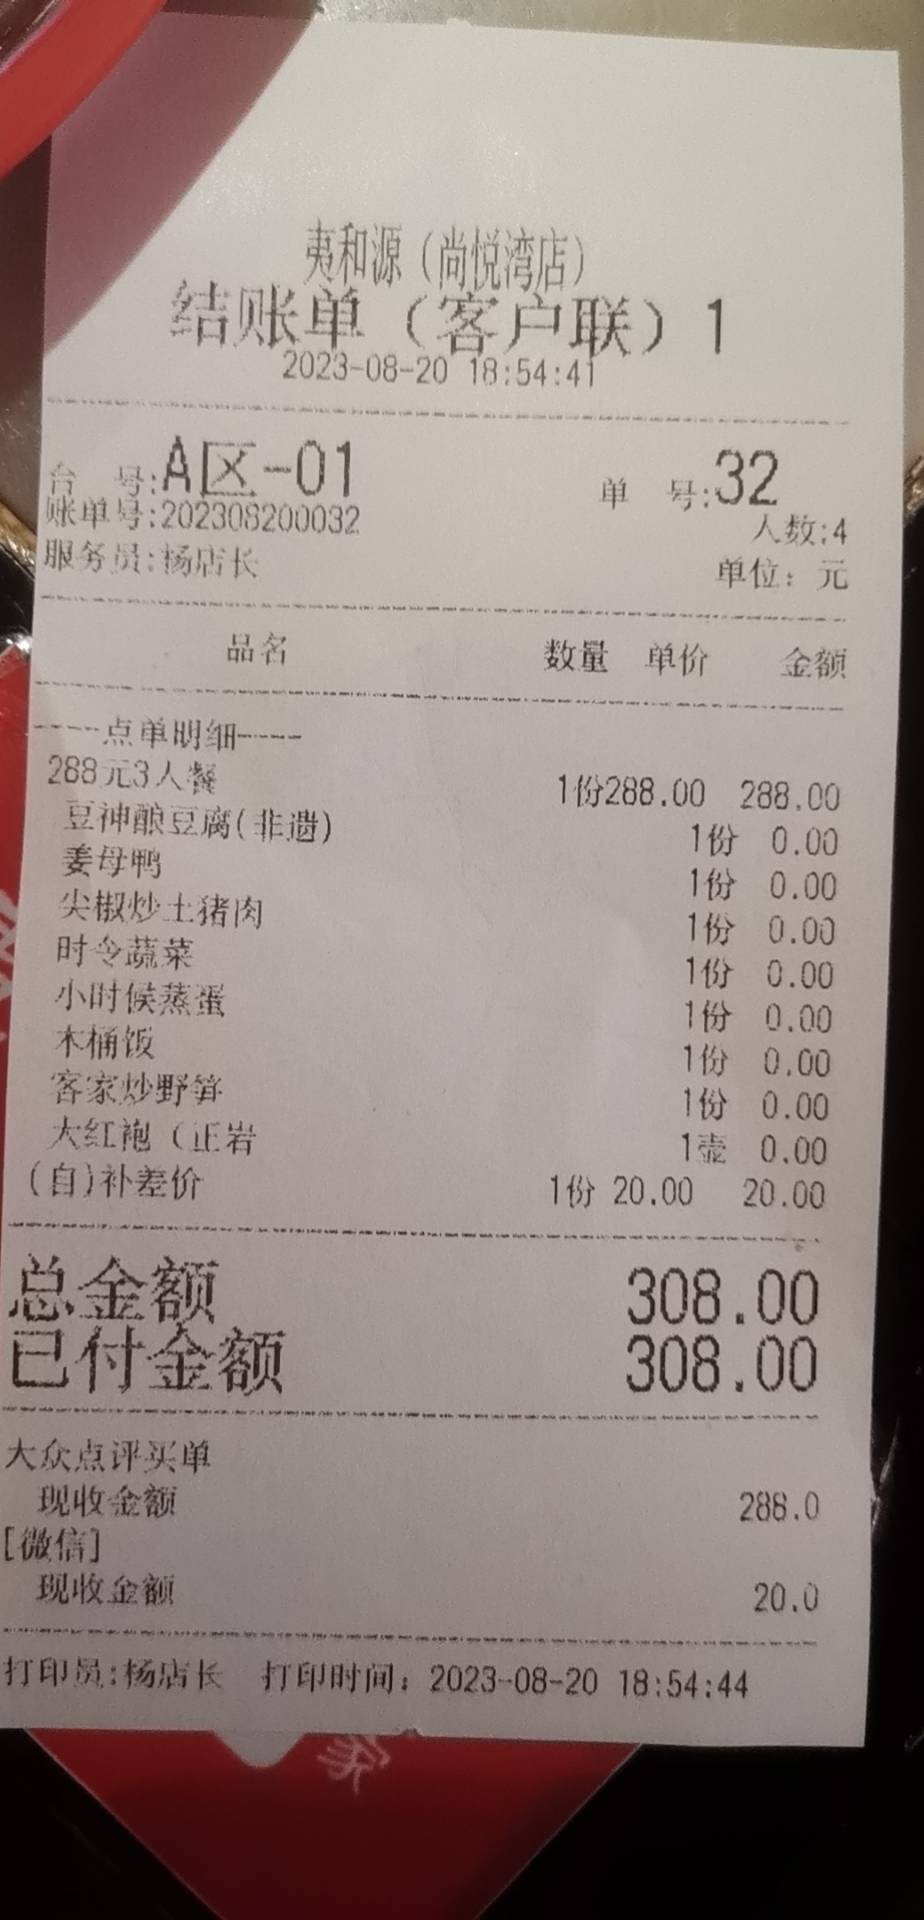 夷和源（尚悦湾店）
结账单（客户联）1
2023-08-20 18:54:41
台 号:A区-01 单 号:32
账单号:202308200032 人数:4
服务员:杨店长 单位：元
品名 数量 单价 金额
----点单明细----
288元3人餐 1份288.00 288.00
豆神酿豆腐(非遗) 1份 0.00
姜母鸭 1份 0.00
尖椒炒土猪肉 1份 0.00
时令蔬菜 1份 0.00
小时候蒸蛋 1份 0.00
木桶饭 1份 0.00
客家炒野笋 1份 0.00
大红袍（正岩 1壶 0.00
(自)补差价 1份 20.00 20.00
总金额 308.00
已付金额 308.00
大众点评买单
现收金额 288.0
[微信]
现收金额 20.0
打印员:杨店长 打印时间：2023-08-20 18:54:44
家